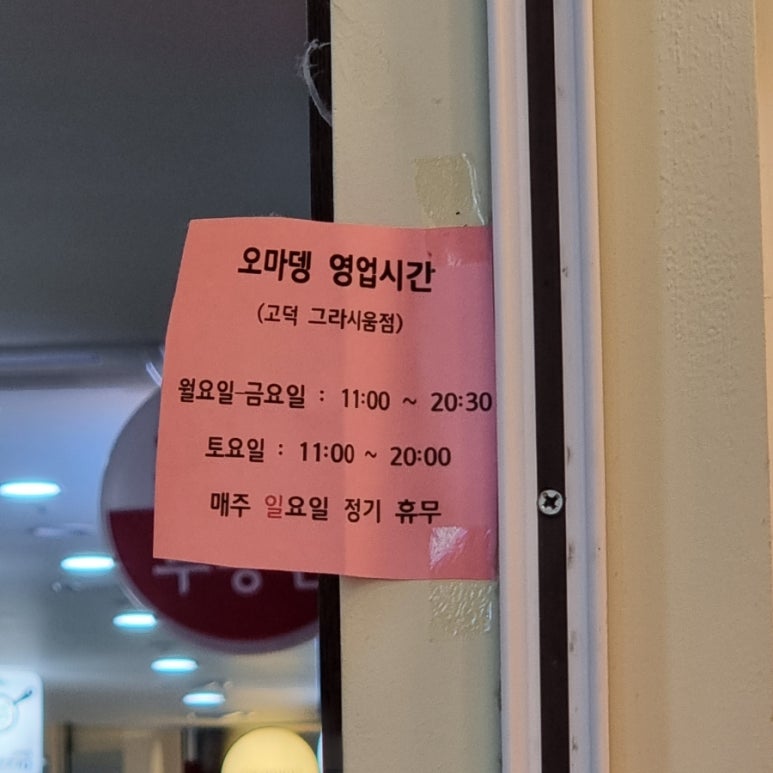 오마뎅 영업시간
(고덕 그라시움점)
월요일-금요일 : 11:00 ~ 20:30
토요일 : 11:00 ~ 20:00
매주 일요일 정기 휴무